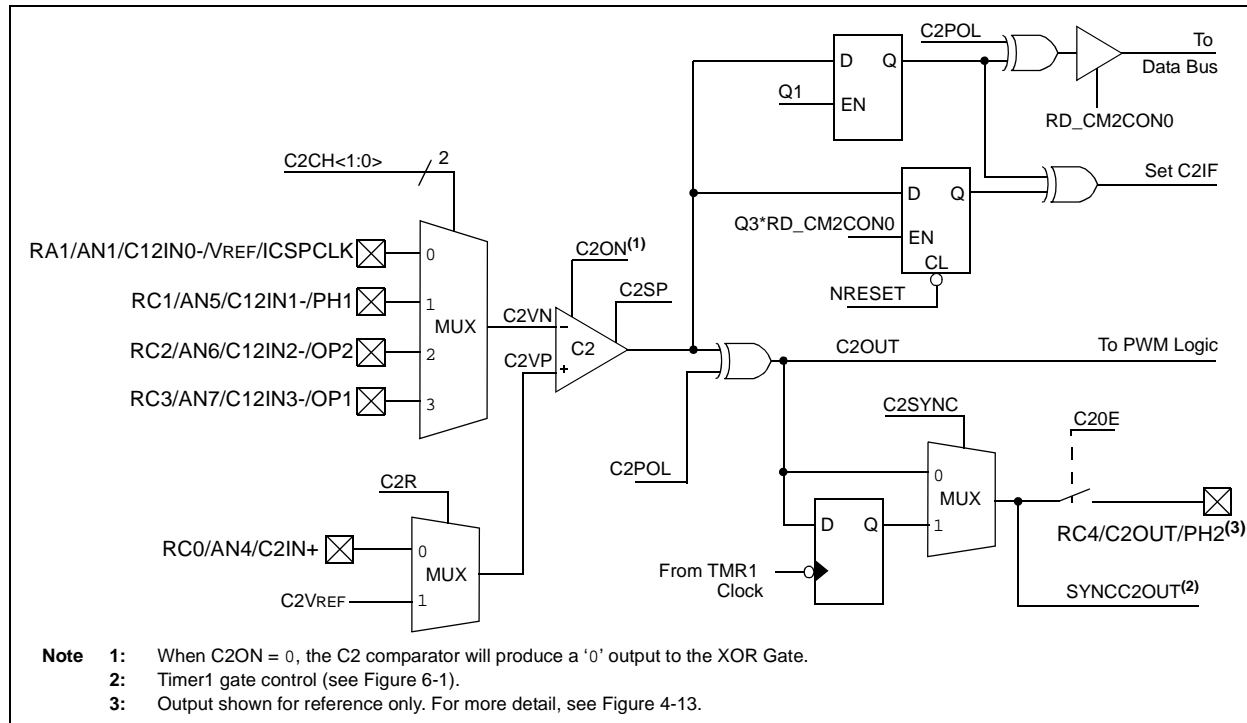 C2POL
To
Data Bus
D Q
Q1
EN
RD_CM2CON0
C2CH<1:0> 2
Set C2IF
D Q
Q3*RD_CM2CON0
EN
CL
NRESET
RA1/AN1/C12IN0-/VREF/ICSPCLK 0
RC1/AN5/C12IN1-/PH1 1
MUX
RC2/AN6/C12IN2-/OP2 2
RC3/AN7/C12IN3-/OP1 3
C2ON(1)
C2SP
C2VN −
C2
C2VP +
C2OUT
To PWM Logic
C2POL
C2SYNC
C20E
0
MUX
1
D Q
From TMR1
Clock
RC4/C2OUT/PH2(3)
SYNCC2OUT(2)
C2R
RC0/AN4/C2IN+ 0
MUX
C2VREF 1
Note 1: When C2ON = 0, the C2 comparator will produce a ‘0’ output to the XOR Gate.
2: Timer1 gate control (see Figure 6-1).
3: Output shown for reference only. For more detail, see Figure 4-13.